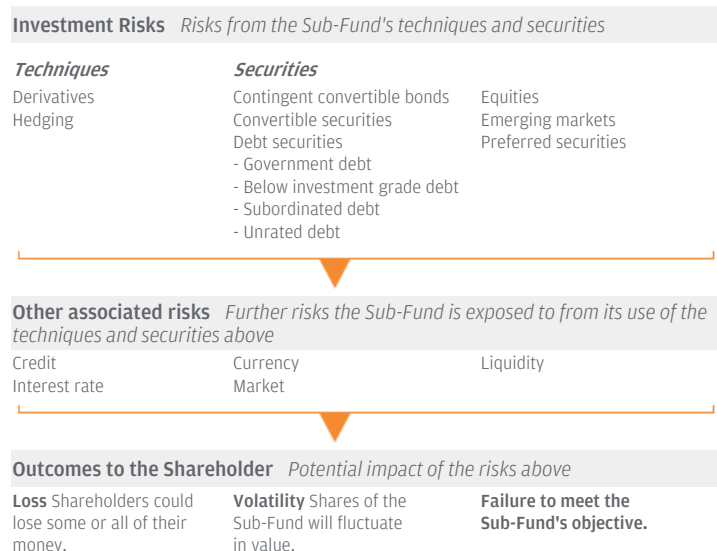 Investment Risks Risks from the Sub-Fund's techniques and securities
Techniques
Derivatives
Hedging
Securities
Contingent convertible bonds
Convertible securities
Debt securities
- Government debt
- Below investment grade debt
- Subordinated debt
- Unrated debt
Equities
Emerging markets
Preferred securities
Other associated risks Further risks the Sub-Fund is exposed to from its use of the
techniques and securities above
Credit
Interest rate
Currency
Market
Liquidity
Outcomes to the Shareholder Potential impact of the risks above
Loss Shareholders could
lose some or all of their
money.
Volatility Shares of the
Sub-Fund will fluctuate
in value.
Failure to meet the
Sub-Fund's objective.